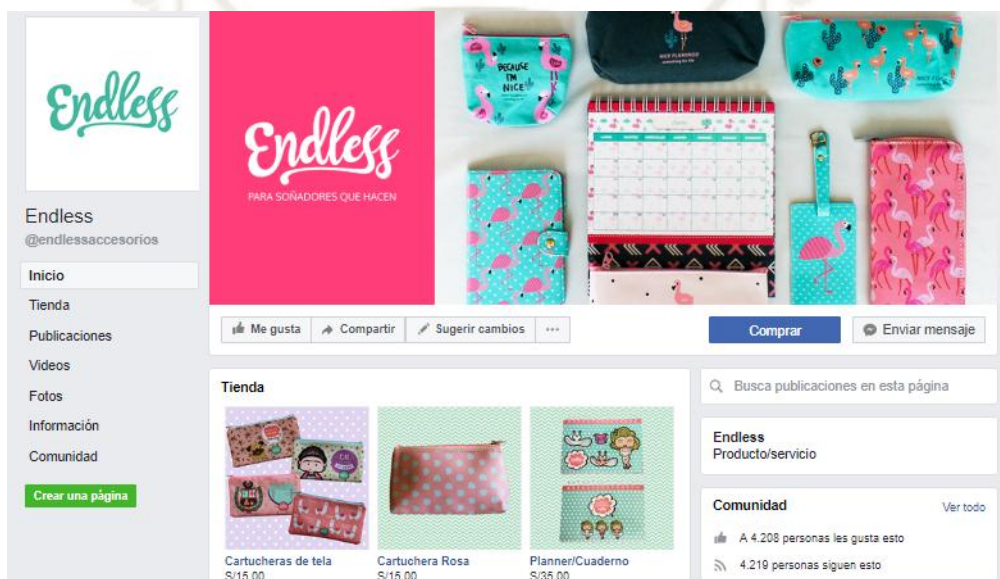 Endless
Endless
@endlessaccesorios
Inicio
Tienda
Publicaciones
Videos
Fotos
Información
Comunidad
Crear una página
Endless
PARA SOÑADORES QUE HACEN
BECAUSE
I'M
NICE
Me gusta
Compartir
Sugerir cambios
...
Comprar
Enviar mensaje
Tienda
Cartucheras de tela
S/15.00
Cartuchera Rosa
S/15.00
Planner/Cuaderno
S/35.00
Busca publicaciones en esta página
Endless
Producto/servicio
Comunidad
Ver todo
A 4.208 personas les gusta esto
4.219 personas siguen esto